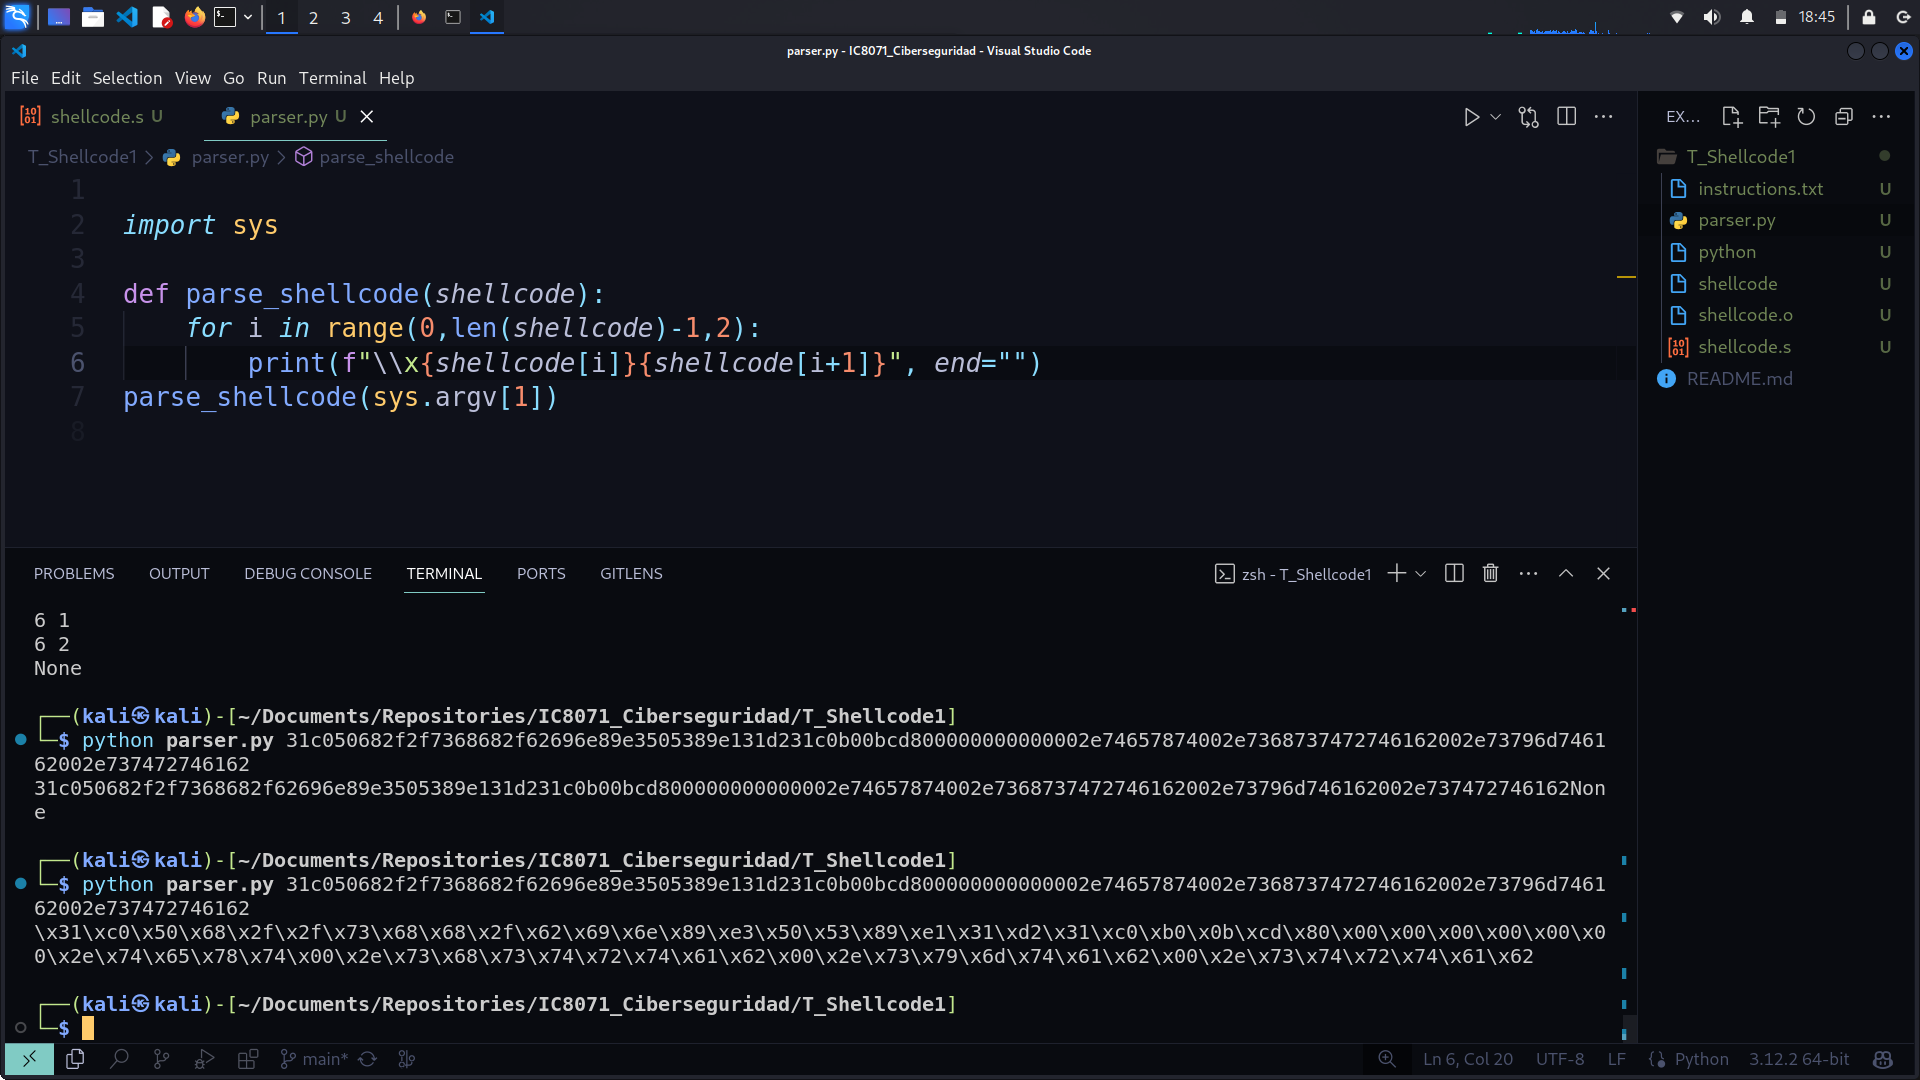 1 2 3 4 18:45
parser.py - IC8071_Ciberseguridad - Visual Studio Code
File Edit Selection View Go Run Terminal Help
shellcode.s U parser.py U
T_Shellcode1 > parser.py > parse_shellcode
1
2 import sys
3
4 def parse_shellcode(shellcode):
5 for i in range(0,len(shellcode)-1,2):
6 print(f"\\x{shellcode[i]}{shellcode[i+1]}", end="")
7 parse_shellcode(sys.argv[1])
8
EX...
T_Shellcode1
instructions.txt U
parser.py U
python U
shellcode U
shellcode.o U
shellcode.s U
README.md
PROBLEMS OUTPUT DEBUG CONSOLE TERMINAL PORTS GITLENS zsh - T_Shellcode1
6 1
6 2
None
┌──(kali㉿kali)-[~/Documents/Repositories/IC8071_Ciberseguridad/T_Shellcode1]
└─$ python parser.py 31c050682f2f7368682f62696e89e3505389e131d231c0b00bcd800000000000002e74657874002e7368737472746162002e73796d7461
62002e737472746162
31c050682f2f7368682f62696e89e3505389e131d231c0b00bcd800000000000002e74657874002e7368737472746162002e73796d746162002e737472746162Non
e
┌──(kali㉿kali)-[~/Documents/Repositories/IC8071_Ciberseguridad/T_Shellcode1]
└─$ python parser.py 31c050682f2f7368682f62696e89e3505389e131d231c0b00bcd800000000000002e74657874002e7368737472746162002e73796d7461
62002e737472746162
\x31\xc0\x50\x68\x2f\x2f\x73\x68\x68\x2f\x62\x69\x6e\x89\xe3\x50\x53\x89\xe1\x31\xd2\x31\xc0\xb0\x0b\xcd\x80\x00\x00\x00\x00\x00\x0
0\x2e\x74\x65\x78\x74\x00\x2e\x73\x68\x73\x74\x72\x74\x61\x62\x00\x2e\x73\x79\x6d\x74\x61\x62\x00\x2e\x73\x74\x72\x74\x61\x62
┌──(kali㉿kali)-[~/Documents/Repositories/IC8071_Ciberseguridad/T_Shellcode1]
└─$
main* Ln 6, Col 20 UTF-8 LF Python 3.12.2 64-bit